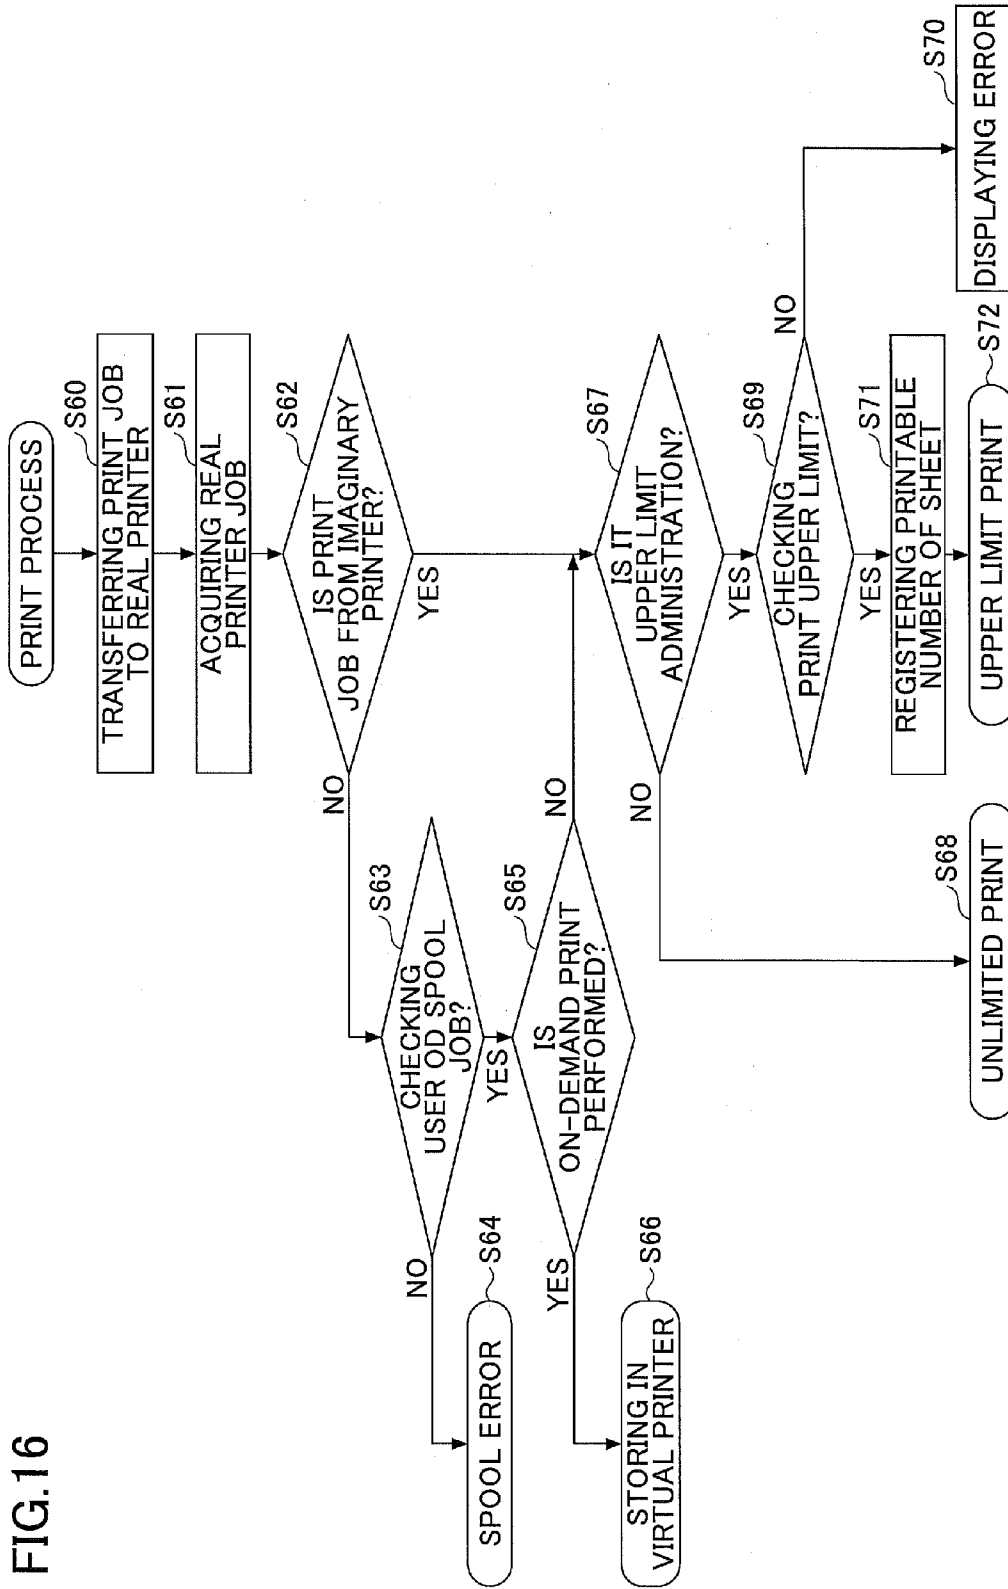 FIG.16
PRINT PROCESS
S60
TRANSFERRING PRINT JOB
TO REAL PRINTER
S61
ACQUIRING REAL
PRINTER JOB
S62
IS PRINT
JOB FROM IMAGINARY
PRINTER?
NO
YES
S63
CHECKING
USER OD SPOOL
JOB?
NO
YES
S64
SPOOL ERROR
S65
IS
ON-DEMAND PRINT
PERFORMED?
YES
NO
S66
STORING IN
VIRTUAL PRINTER
S67
IS IT
UPPER LIMIT
ADMINISTRATION?
NO
YES
S68
UNLIMITED PRINT
S69
CHECKING
PRINT UPPER LIMIT?
NO
YES
S70
DISPLAYING ERROR
S71
REGISTERING PRINTABLE
NUMBER OF SHEET
S72
UPPER LIMIT PRINT